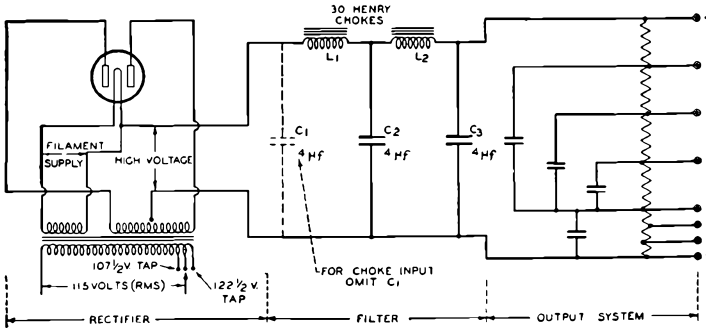 30 HENRY
CHOKES
L1
L2
C1
4 μf
C2
4 μf
C3
4 μf
FILAMENT
SUPPLY
HIGH VOLTAGE
107 1/2 V. TAP
115 VOLTS (RMS)
122 1/2 V.
TAP
FOR CHOKE INPUT
OMIT C1
RECTIFIER
FILTER
OUTPUT SYSTEM